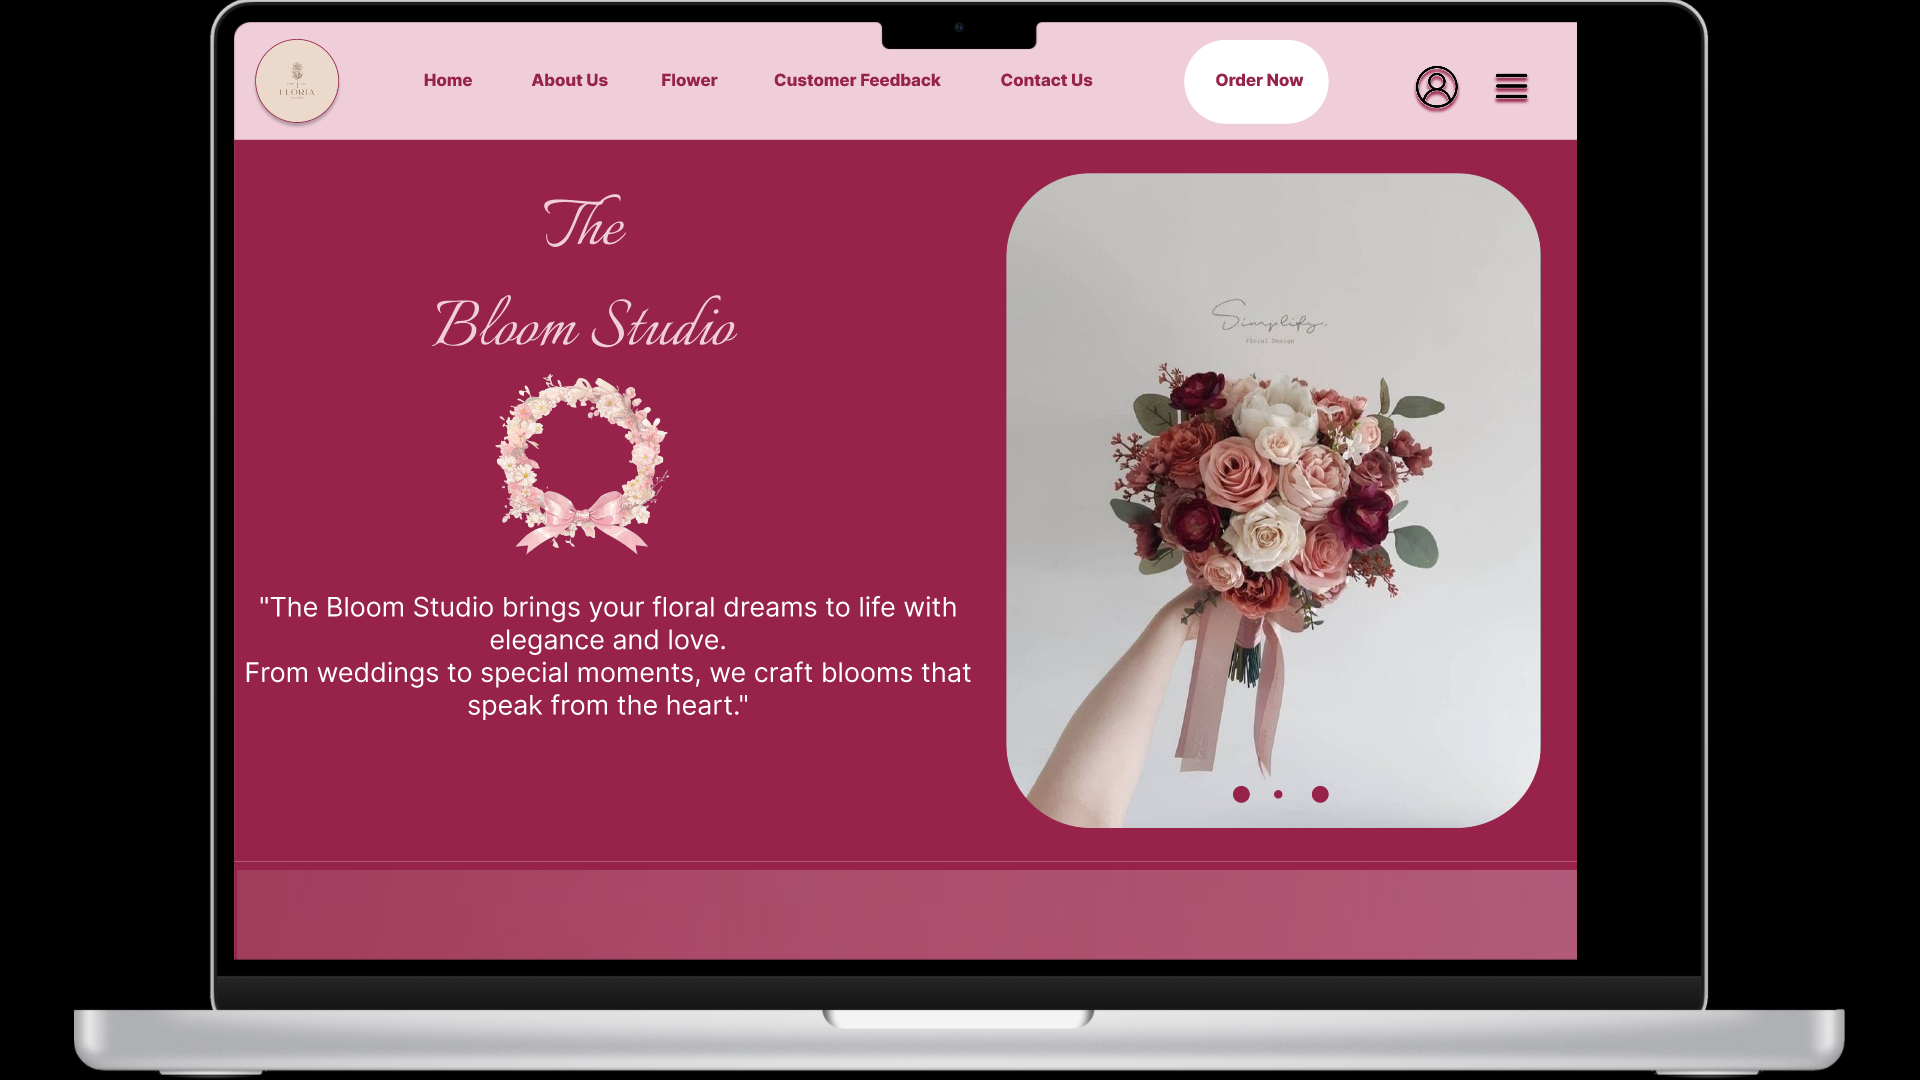 FLORIA
Home
About Us
Flower
Customer Feedback
Contact Us
Order Now
The
Bloom Studio
"The Bloom Studio brings your floral dreams to life with
elegance and love.
From weddings to special moments, we craft blooms that
speak from the heart."
Simplify.
Floral Design